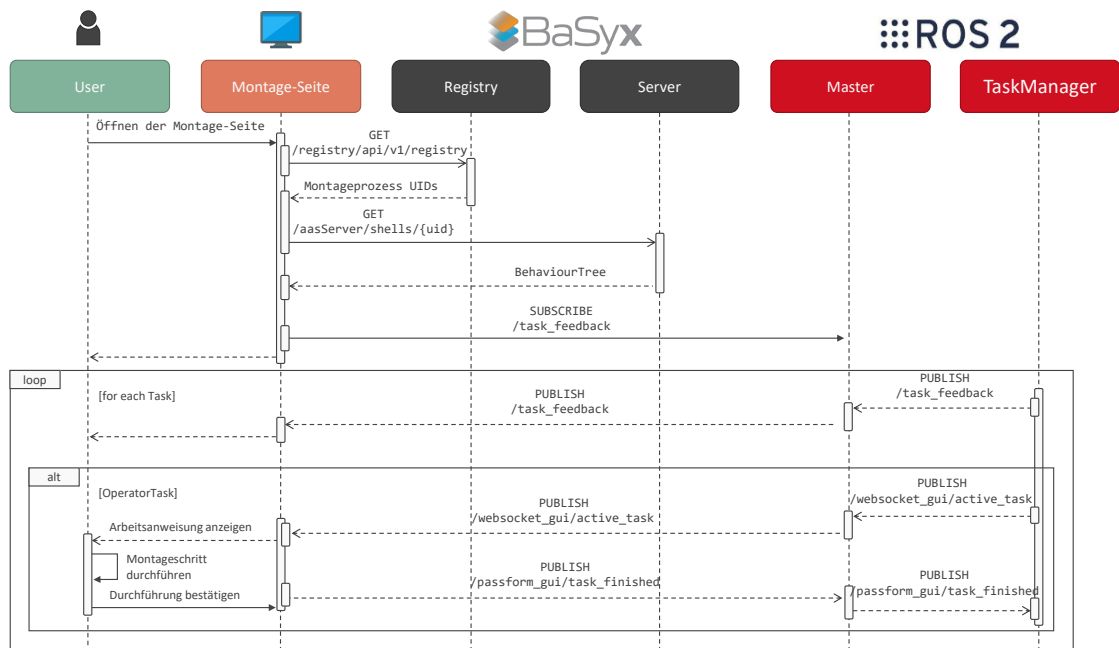 BaSyx
ROS 2
User
Montage-Seite
Registry
Server
Master
TaskManager
Öffnen der Montage-Seite
GET
/registry/api/v1/registry
Montageprozess UIDs
GET
/aasServer/shells/{uid}
BehaviourTree
SUBSCRIBE
/task_feedback
loop
[for each Task]
PUBLISH
/task_feedback
PUBLISH
/task_feedback
alt
[OperatorTask]
PUBLISH
/websocket_gui/active_task
PUBLISH
/websocket_gui/active_task
Arbeitsanweisung anzeigen
Montageschritt
durchführen
Durchführung bestätigen
PUBLISH
/passform_gui/task_finished
PUBLISH
/passform_gui/task_finished